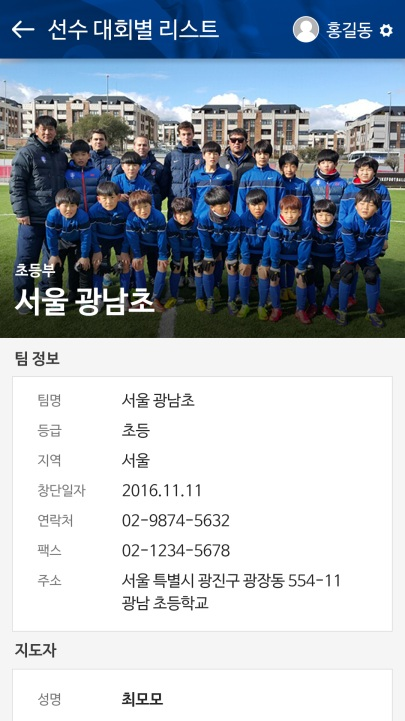 선수 대회별 리스트
홍길동
초등부
서울 광남초
팀 정보
팀명 서울 광남초
등급 초등
지역 서울
창단일자 2016.11.11
연락처 02-9874-5632
팩스 02-1234-5678
주소 서울 특별시 광진구 광장동 554-11
광남 초등학교
지도자
성명 최모모